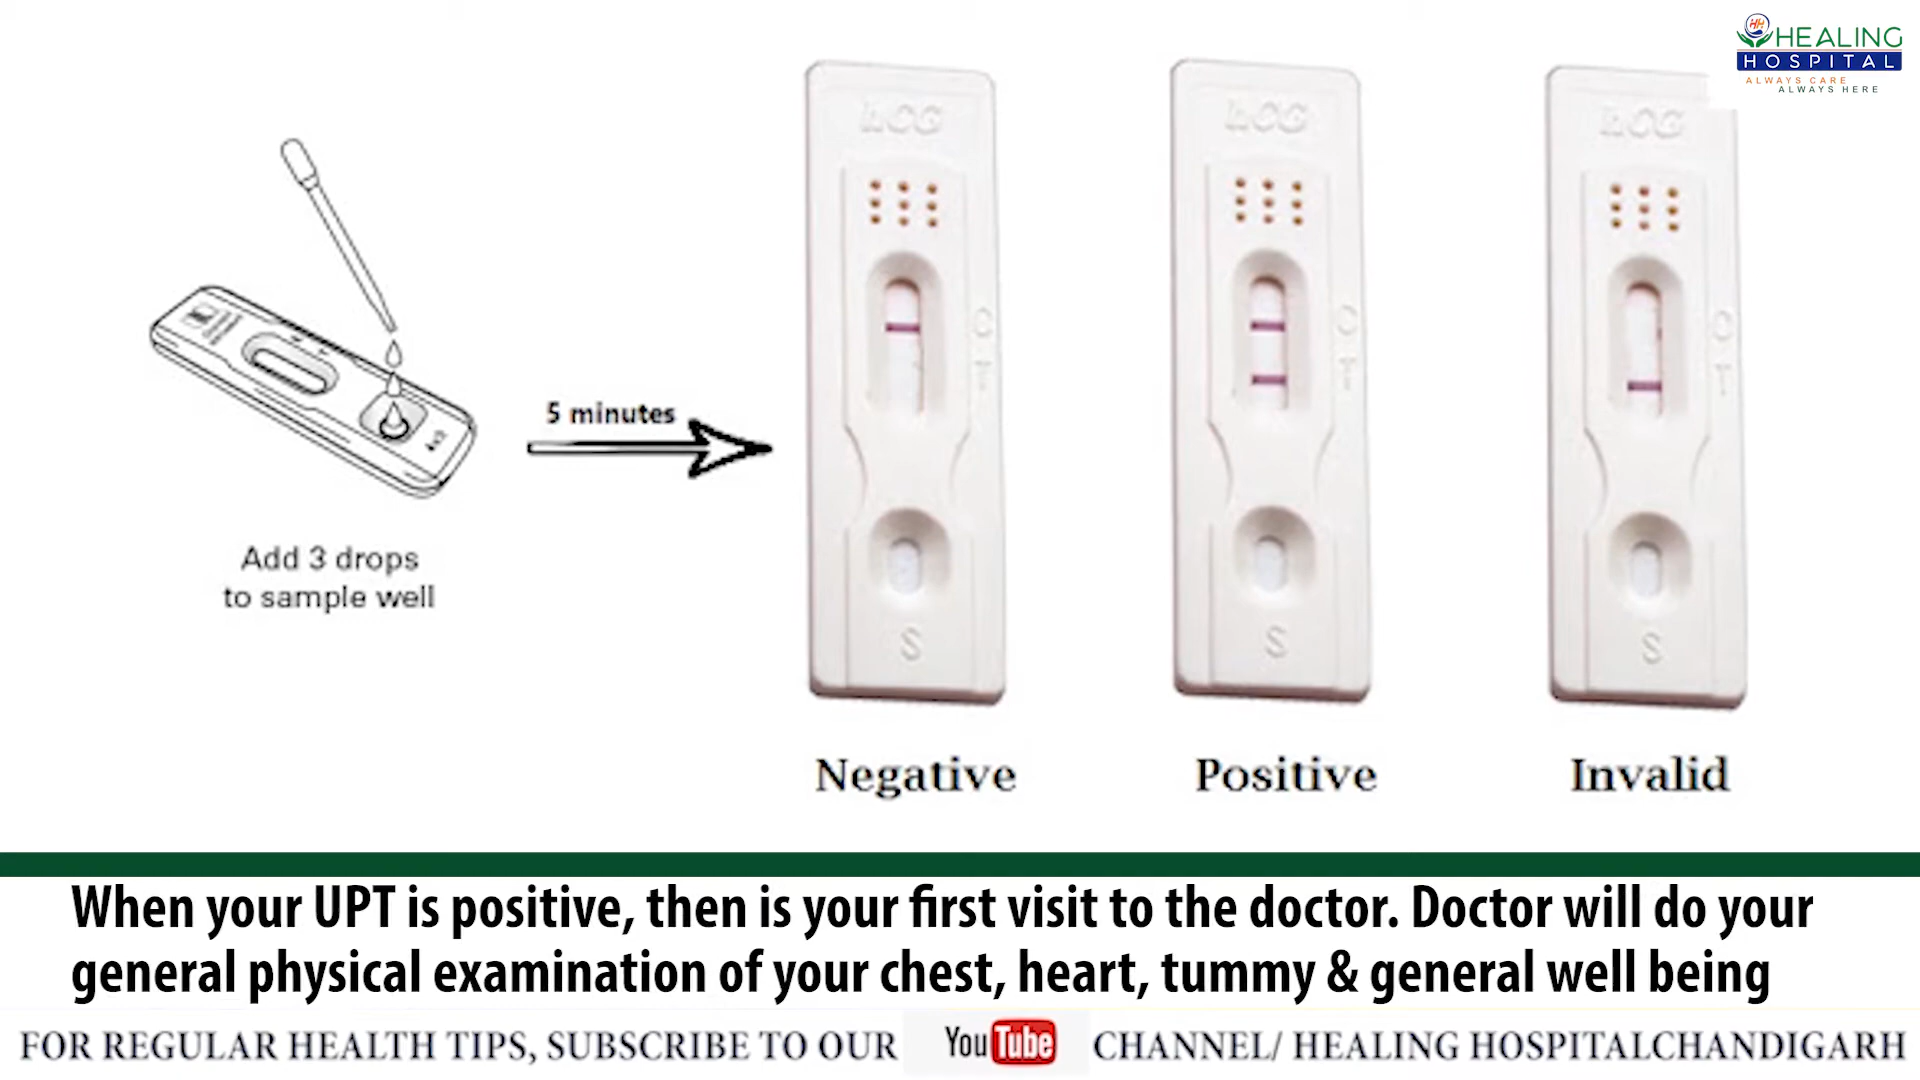 HH
HEALING
HOSPITAL
ALWAYS CARE
ALWAYS HERE
hCG
C
T
S
hCG
C
T
S
hCG
C
T
S
5 minutes
Add 3 drops
to sample well
Negative
Positive
Invalid
When your UPT is positive, then is your first visit to the doctor. Doctor will do your
general physical examination of your chest, heart, tummy & general well being
FOR REGULAR HEALTH TIPS, SUBSCRIBE TO OUR YouTube CHANNEL/ HEALING HOSPITALCHANDIGARH